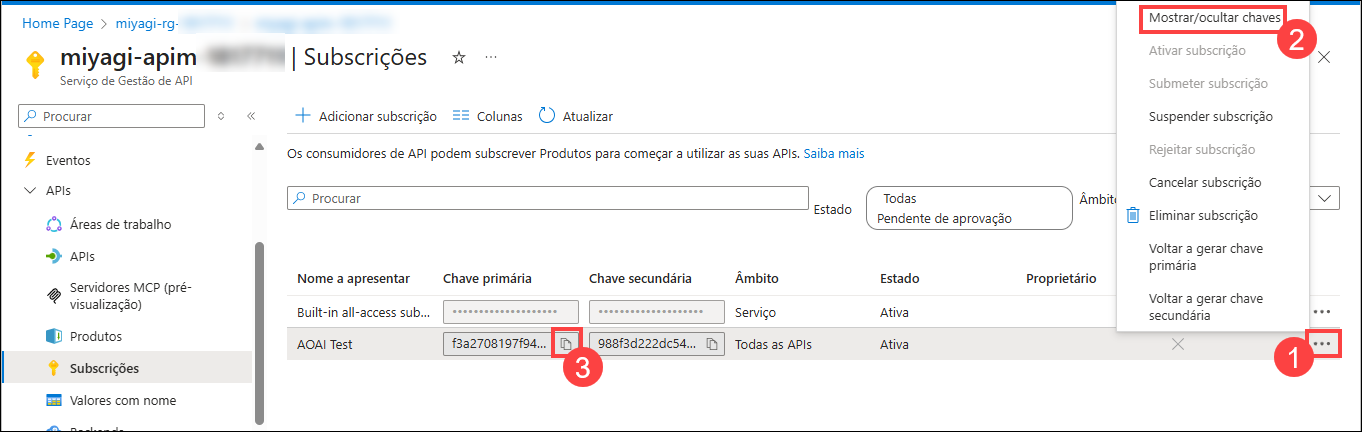 Home Page > miyagi-rg-
miyagi-apim | Subscrições
Serviço de Gestão de API
Procurar
Eventos
APIs
Áreas de trabalho
APIs
Servidores MCP (pré-
visualização)
Produtos
Subscrições
Valores com nome
Backends
Adicionar subscrição Colunas Atualizar
Os consumidores de API podem subscrever Produtos para começar a utilizar as suas APIs. Saiba mais
Procurar
Estado
Todas
Pendente de aprovação
Âmbito
Nome a apresentar Chave primária Chave secundária Âmbito Estado Proprietário
Built-in all-access sub... •••••••••••••••••••• •••••••••••••••••••• Serviço Ativa
AOAI Test f3a2708197f94... 988f3d222dc54... Todas as APIs Ativa
Mostrar/ocultar chaves
Ativar subscrição
Submeter subscrição
Suspender subscrição
Rejeitar subscrição
Cancelar subscrição
Eliminar subscrição
Voltar a gerar chave
primária
Voltar a gerar chave
secundária
1
2
3